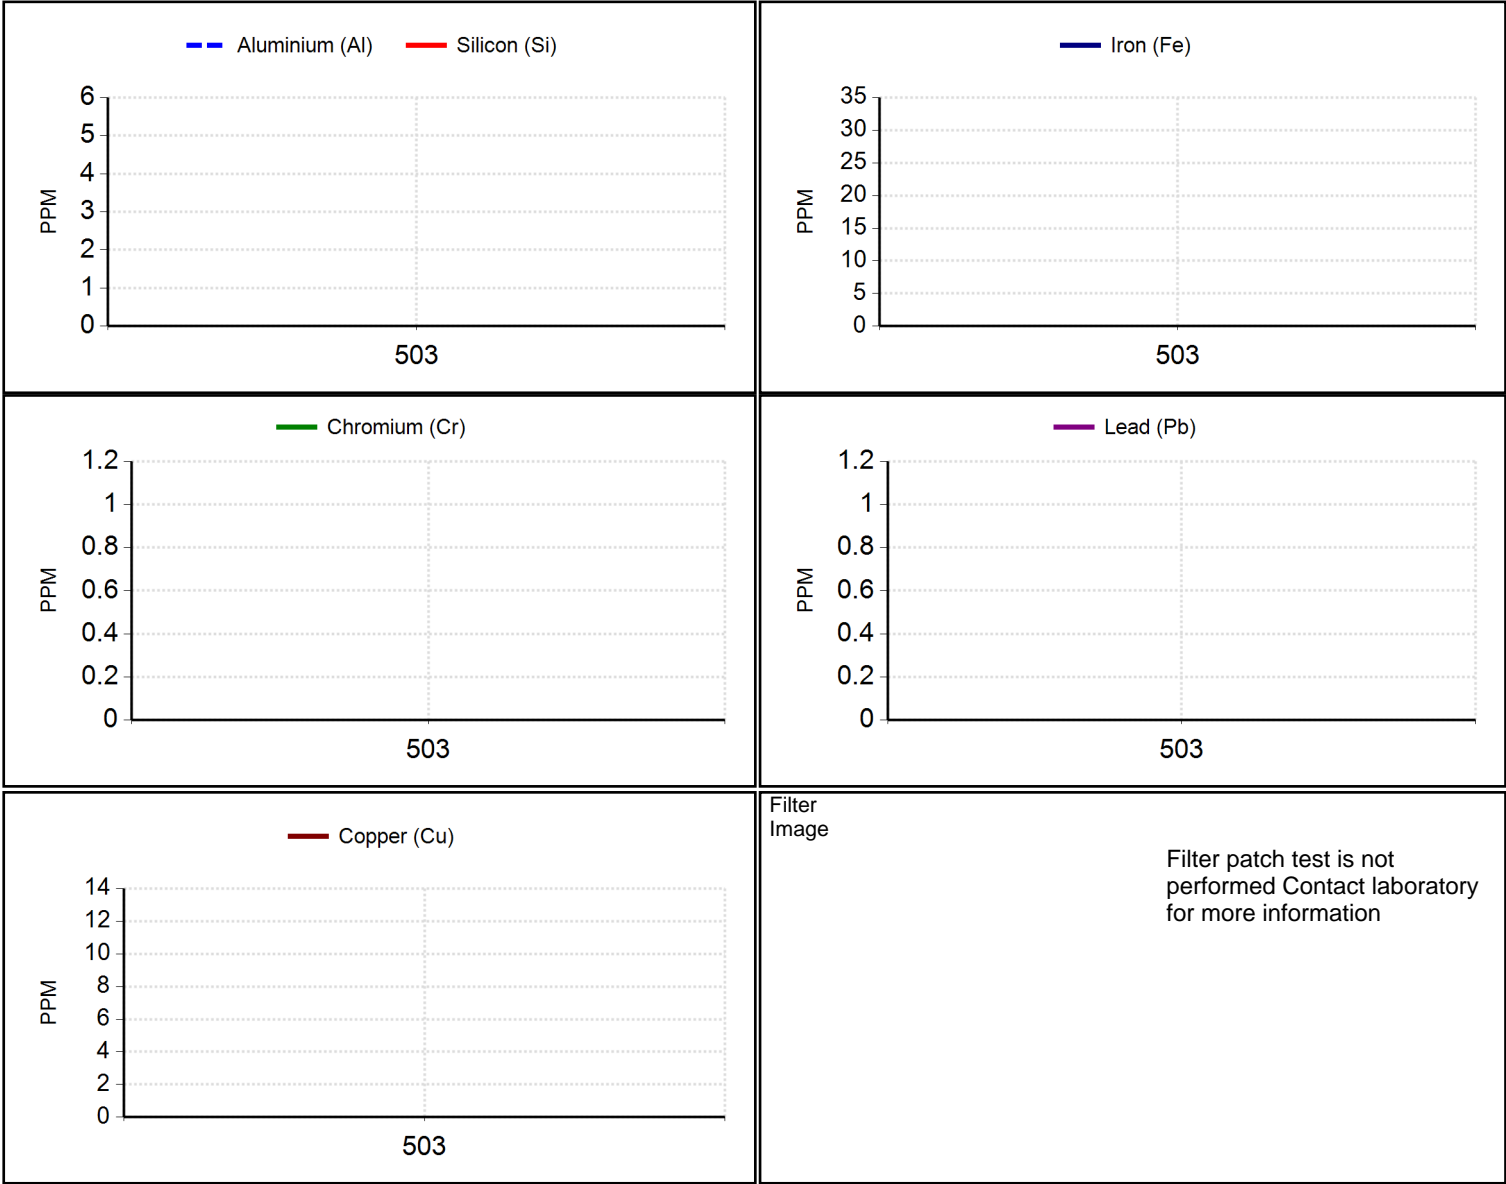 Aluminium (Al) Silicon (Si)
6
5
4
3
2
1
0
PPM
503
Iron (Fe)
35
30
25
20
15
10
5
0
PPM
503
Chromium (Cr)
1.2
1
0.8
0.6
0.4
0.2
0
PPM
503
Lead (Pb)
1.2
1
0.8
0.6
0.4
0.2
0
PPM
503
Copper (Cu)
14
12
10
8
6
4
2
0
PPM
503
Filter
Image
Filter patch test is not
performed Contact laboratory
for more information